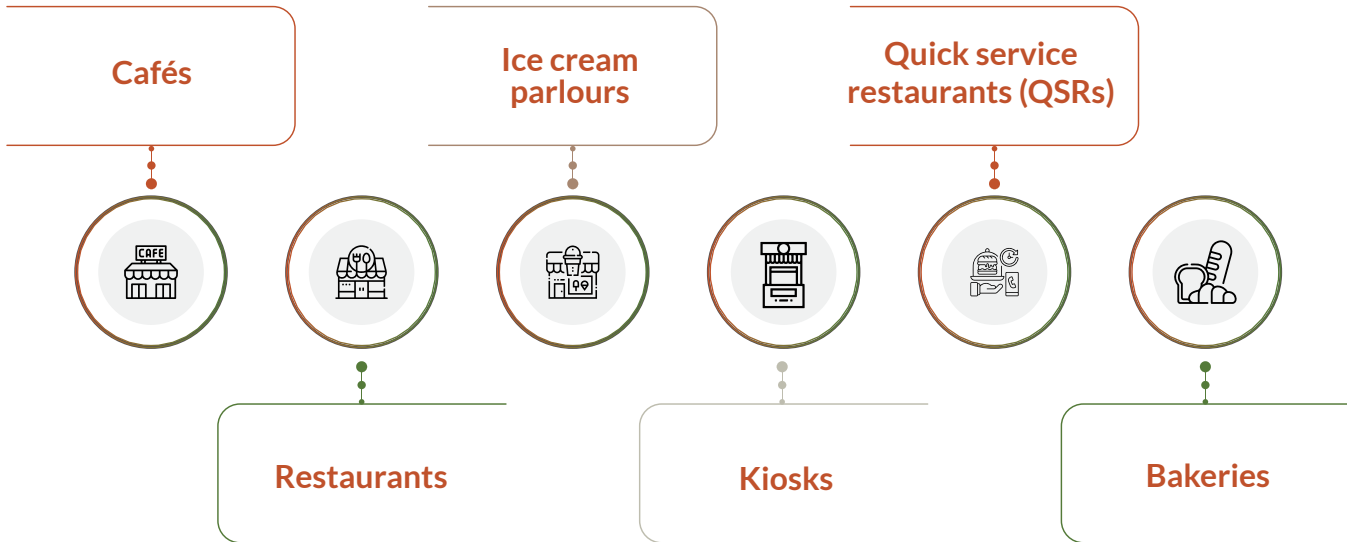 Cafés
Ice cream
parlours
Quick service
restaurants (QSRs)
CAFE
Restaurants
Kiosks
Bakeries